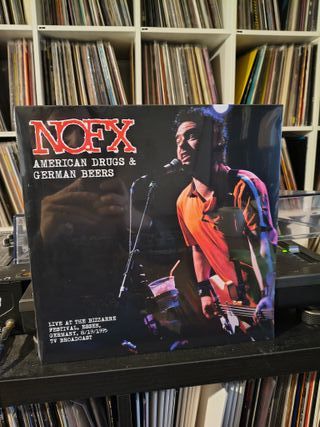 NOFX
AMERICAN DRUGS &
GERMAN BEERS
LIVE AT THE BIZZARRE
FESTIVAL, ESSEN,
GERMANY, 8/19/1995
TV BROADCAST